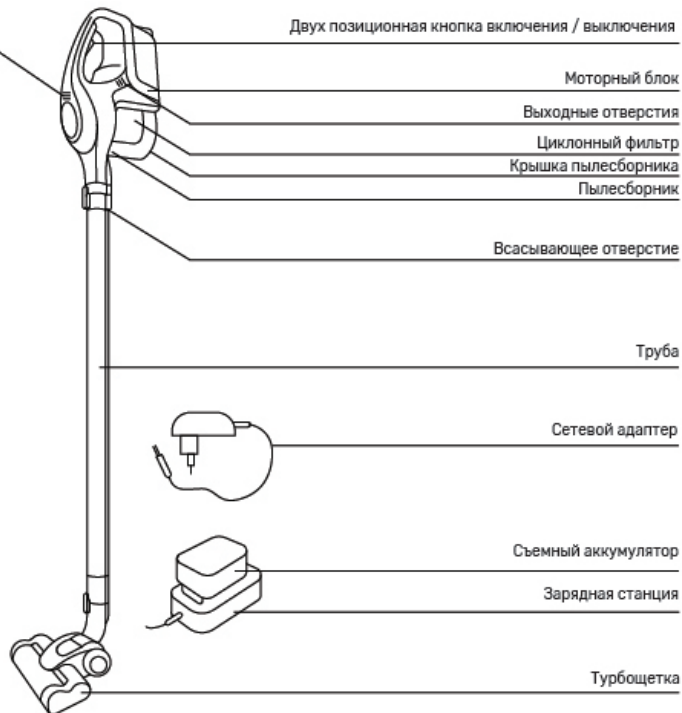 Двух позиционная кнопка включения / выключения
Моторный блок
Выходные отверстия
Циклонный фильтр
Крышка пылесборника
Пылесборник
Всасывающее отверстие
Труба
Сетевой адаптер
Съемный аккумулятор
Зарядная станция
Турбощетка